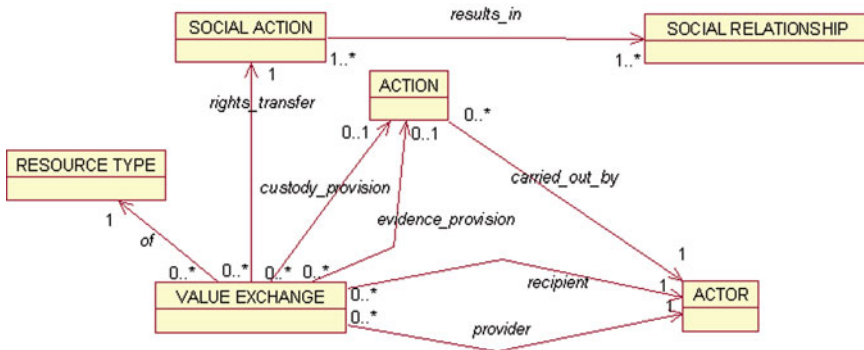 SOCIAL ACTION
results_in
SOCIAL RELATIONSHIP
1
1..*
1..*
rights_transfer
ACTION
0..1
0..1
0..*
RESOURCE TYPE
1
custody_provision
carried_out_by
evidence_provision
of
0..*
0..*
0..*
0..*
1
VALUE EXCHANGE
0..*
recipient
1
ACTOR
0..*
1
provider